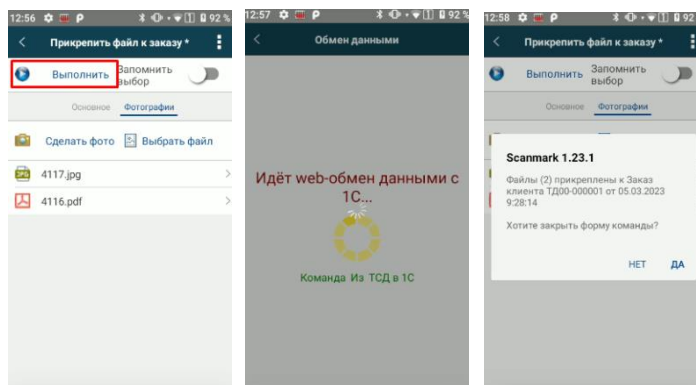 12:56 92 %
Прикрепить файл к заказу *
Выполнить
Запомнить
выбор
Основное Фотографии
Сделать фото Выбрать файл
4117.jpg
4116.pdf
12:57 92 %
Обмен данными
Идёт web-обмен данными с
1С...
Команда Из ТСД в 1С
12:58 92
Прикрепить файл к заказу *
Выполнить
Запомнить
выбор
Основное Фотографии
Scanmark 1.23.1
Файлы (2) прикреплены к Заказ
клиента ТД00-000001 от 05.03.2023
9:28:14
Хотите закрыть форму команды?
НЕТ ДА